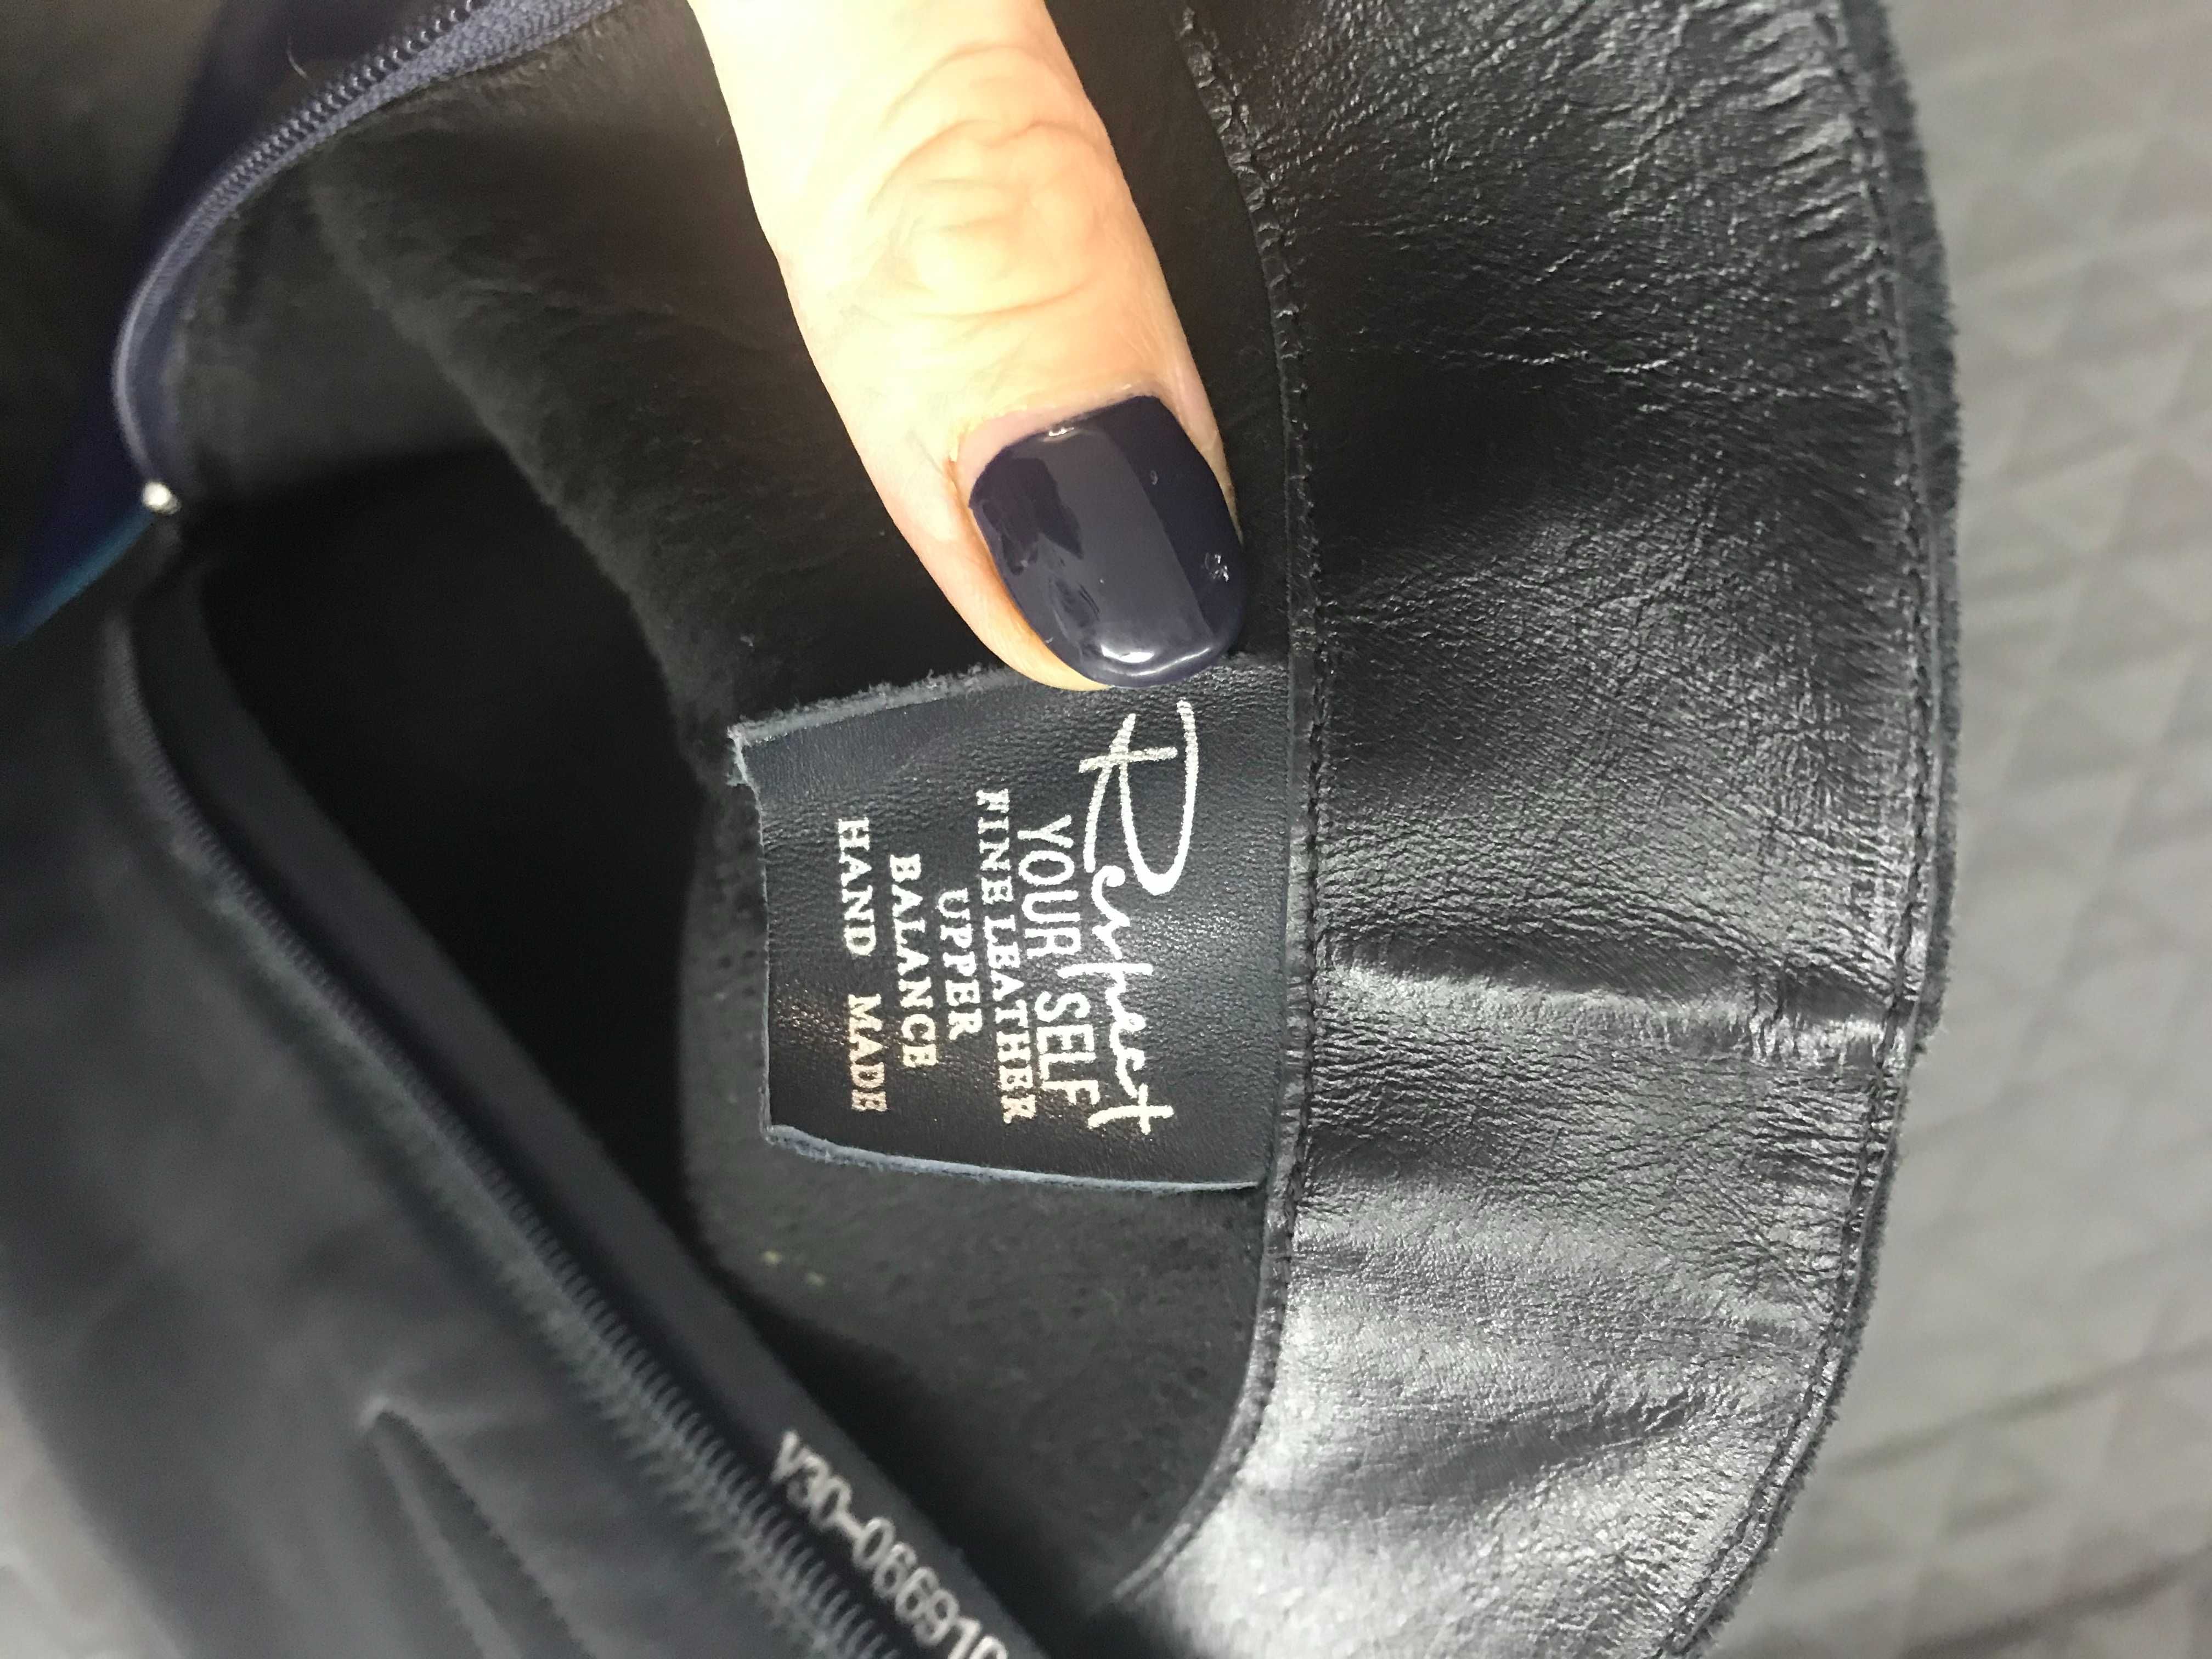 Respect
YOUR SELF
FINE LEATHER
UPPER
BALANCE
HAND MADE